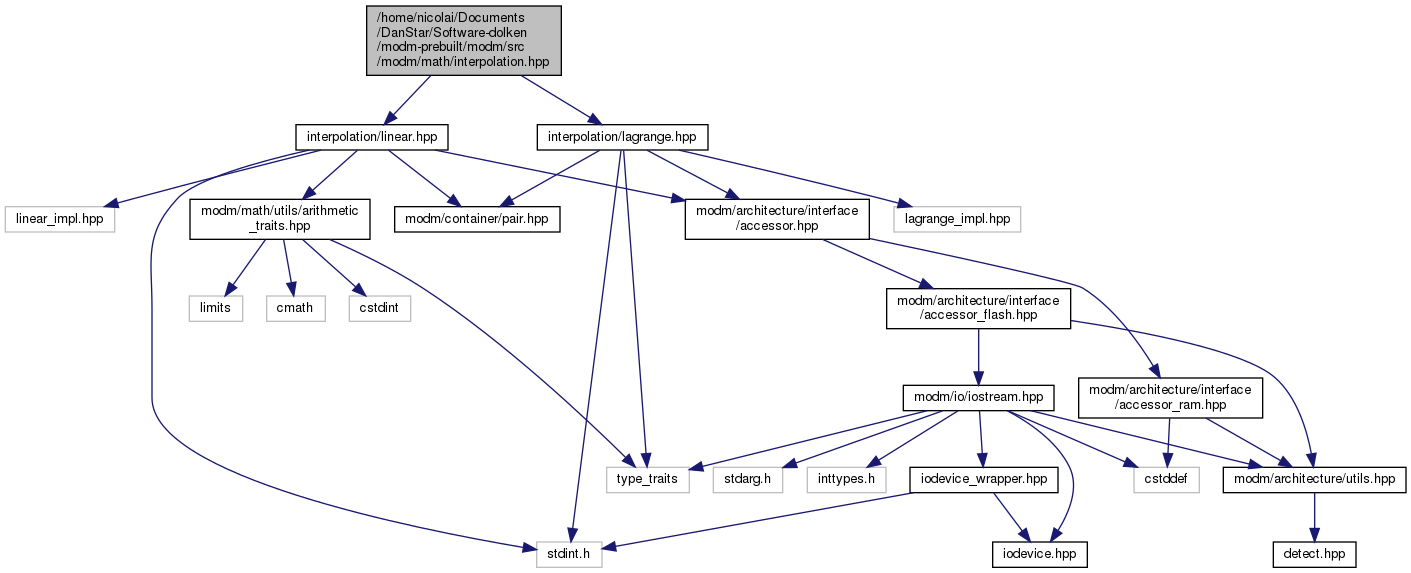 /home/nicolai/Documents
/DanStar/Software-dolken
/modm-prebuilt/modm/src
/modm/math/interpolation.hpp
interpolation/linear.hpp
interpolation/lagrange.hpp
linear_impl.hpp
modm/math/utils/arithmetic
_traits.hpp
modm/container/pair.hpp
modm/architecture/interface
/accessor.hpp
lagrange_impl.hpp
limits
cmath
cstdint
modm/architecture/interface
/accessor_flash.hpp
modm/io/iostream.hpp
modm/architecture/interface
/accessor_ram.hpp
type_traits
stdarg.h
inttypes.h
iodevice_wrapper.hpp
cstddef
modm/architecture/utils.hpp
stdint.h
iodevice.hpp
detect.hpp